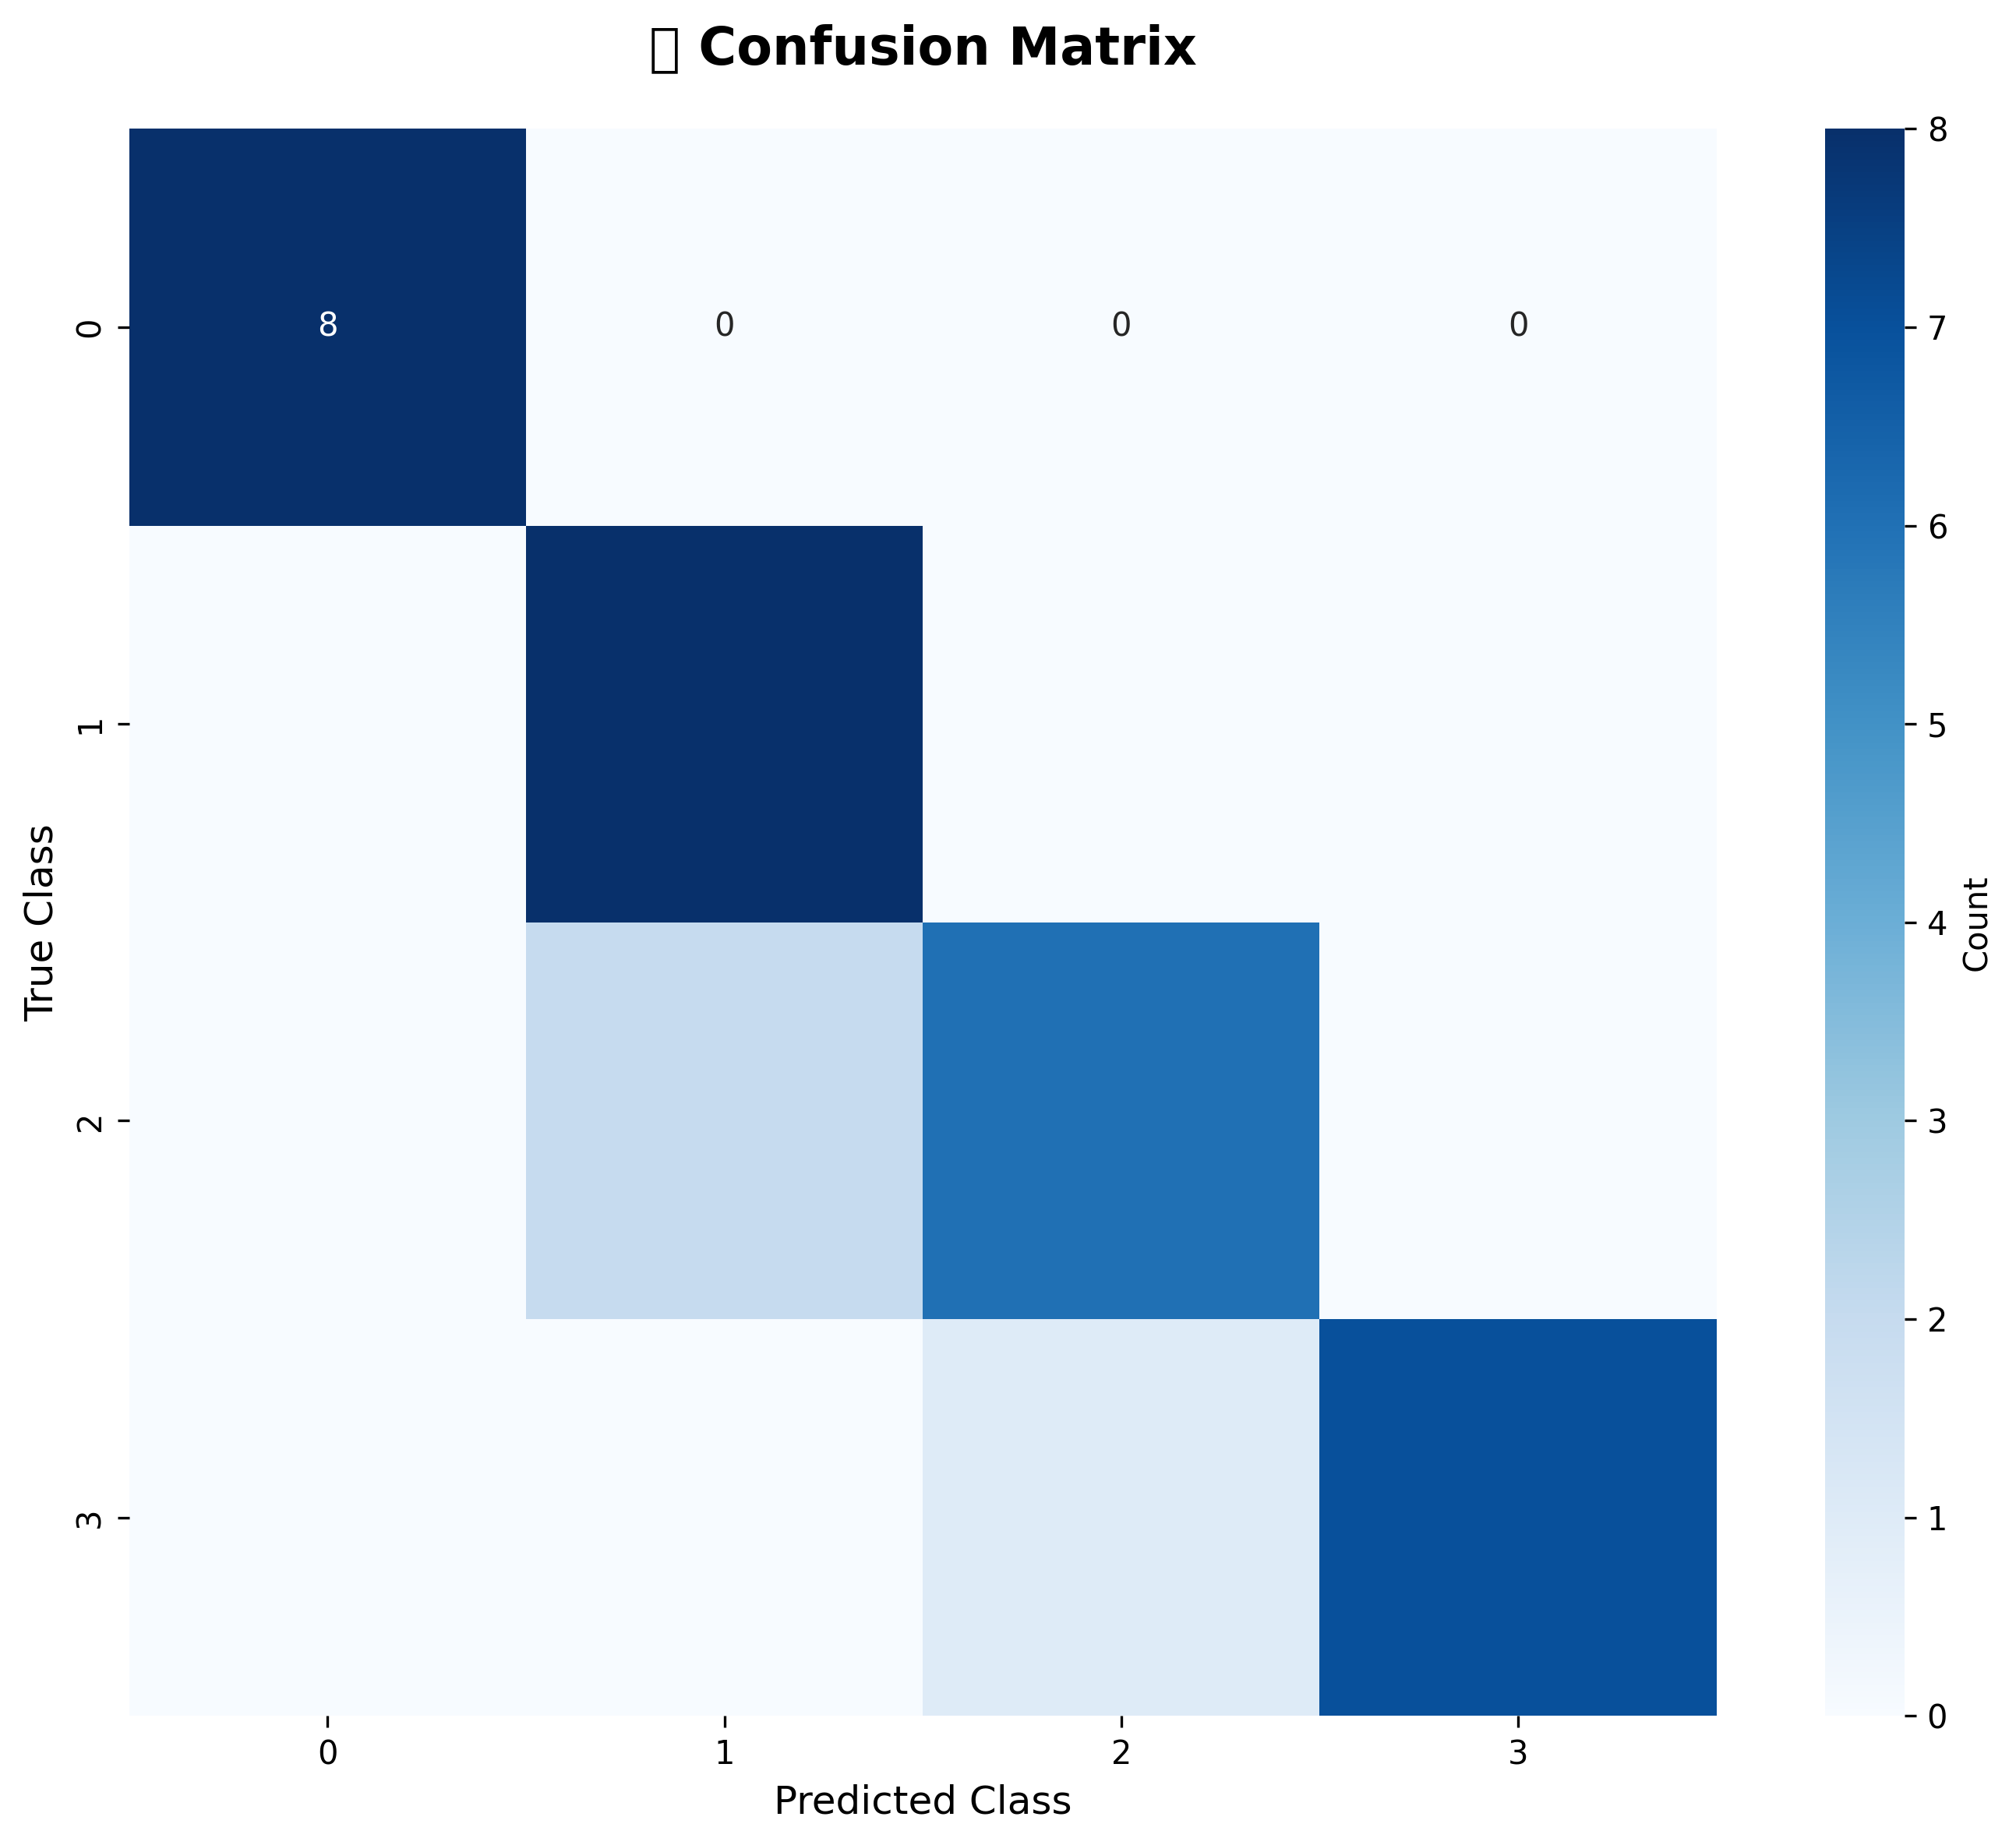 ▯ Confusion Matrix
8
8 0 0 0
0
7
6
5
1
True Class
Count
4
3
2
2
1
3
0
0 1 2 3
Predicted Class